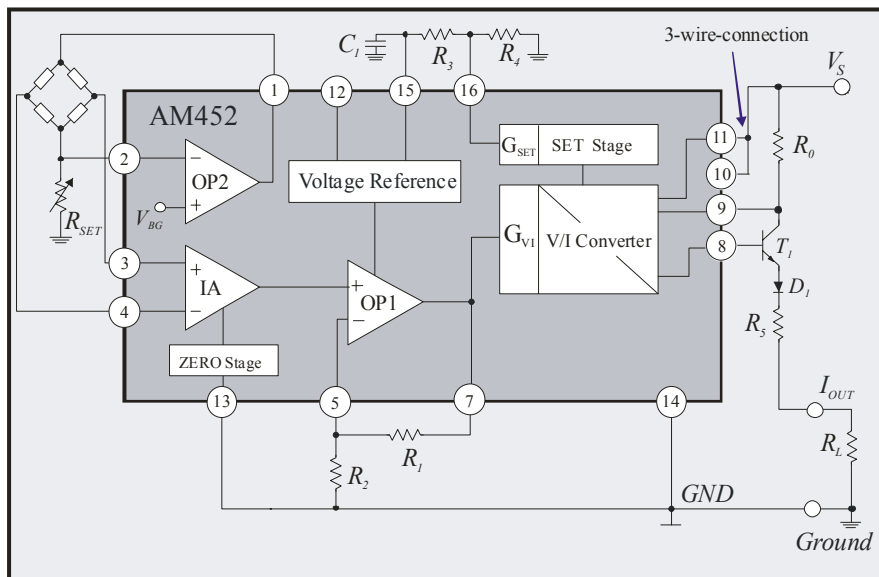 3-wire-connection
C1
R3
R4
VS
1
12
15
16
AM452
11
GSET
SET Stage
R0
10
2
OP2
Voltage Reference
9
RSET
VBG
GVI
V/I Converter
8
T1
3
IA
OP1
D1
4
R5
ZERO Stage
13
5
7
14
IOUT
R1
RL
R2
GND
Ground